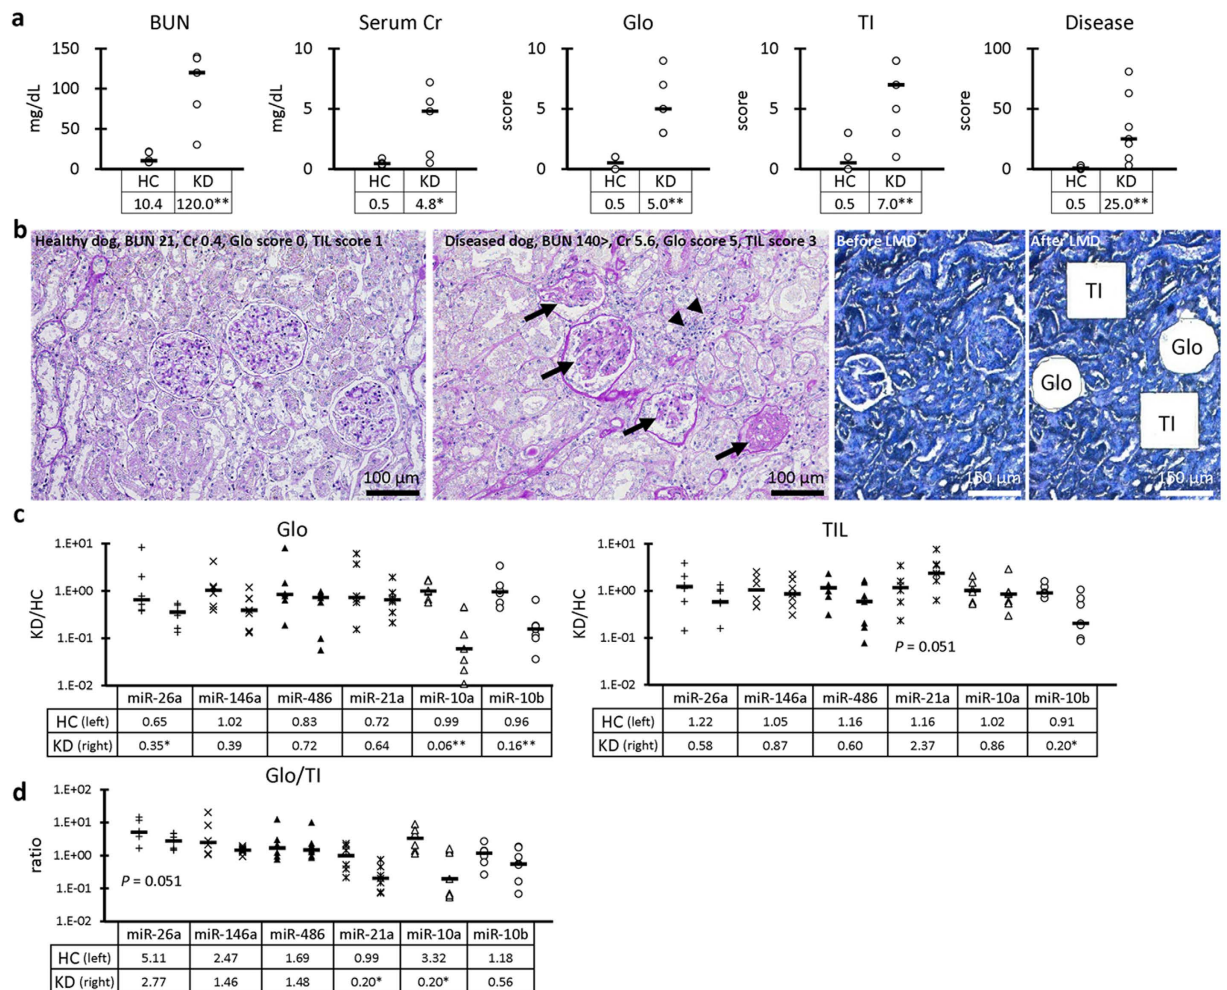 a
BUN Serum Cr Glo TI Disease
150 10 10 10 100
100
mg/dL mg/dL score 5 score 5 score 50
50 5
0 0 0 0 0
HC KD HC KD HC KD HC KD HC KD
10.4 120.0** 0.5 4.8* 0.5 5.0** 0.5 7.0** 0.5 25.0**
b
Healthy dog, BUN 21, Cr 0.4, Glo score 0, TIL score 1
Diseased dog, BUN 140>, Cr 5.6, Glo score 5, TIL score 3
Before LMD After LMD
TI
Glo
Glo
TI
100 µm 100 µm 150 µm 150 µm
c
Glo
1.E+01
1.E+00
KD/HC
1.E-01
1.E-02
miR-26a miR-146a miR-486 miR-21a miR-10a miR-10b
HC (left) 0.65 1.02 0.83 0.72 0.99 0.96
KD (right) 0.35* 0.39 0.72 0.64 0.06** 0.16**
TIL
1.E+01
1.E+00
KD/HC
1.E-01
P = 0.051
1.E-02
miR-26a miR-146a miR-486 miR-21a miR-10a miR-10b
HC (left) 1.22 1.05 1.16 1.16 1.02 0.91
KD (right) 0.58 0.87 0.60 2.37 0.86 0.20*
d
Glo/TI
1.E+02
1.E+01
ratio
1.E+00
1.E-01
P = 0.051
1.E-02
miR-26a miR-146a miR-486 miR-21a miR-10a miR-10b
HC (left) 5.11 2.47 1.69 0.99 3.32 1.18
KD (right) 2.77 1.46 1.48 0.20* 0.20* 0.56